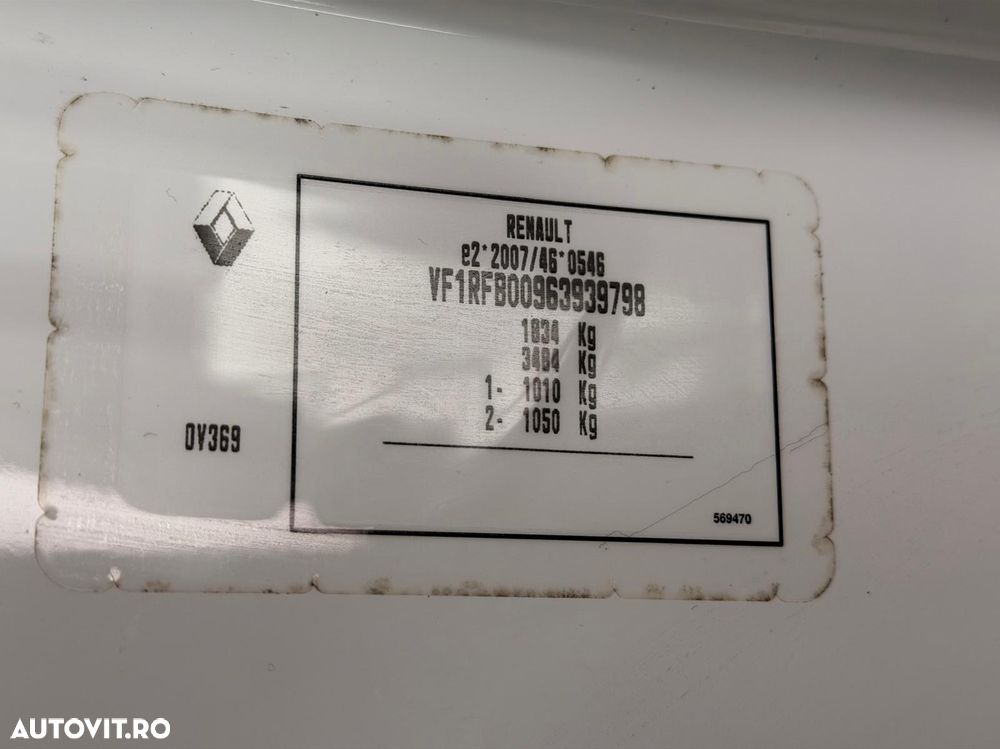 RENAULT
e2*2007/46*0546
VF1RFB00963939798
1834 Kg
3484 Kg
1- 1010 Kg
2- 1050 Kg
0V369
569470
AUTOVIT.RO